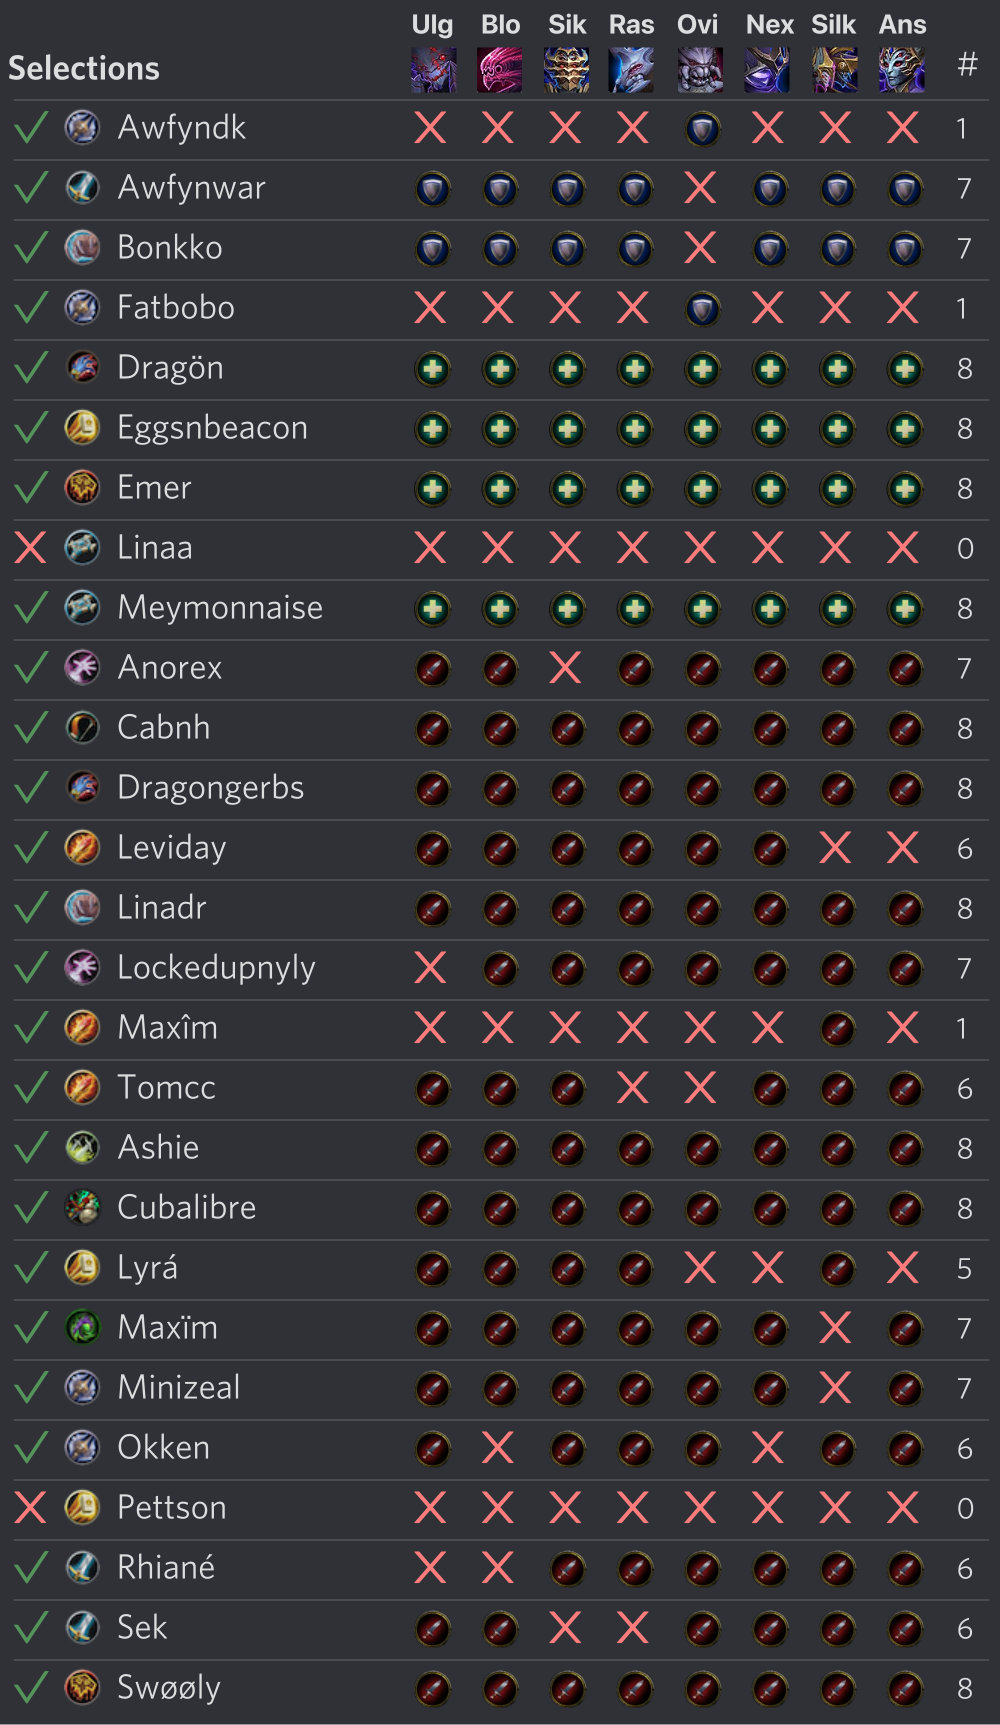 Ulg Blo Sik Ras Ovi Nex Silk Ans
Selections #
Awfyndk 1
Awfynwar 7
Bonkko 7
Fatbobo 1
Dragön 8
Eggsnbeacon 8
Emer 8
Linaa 0
Meymonnaise 8
Anorex 7
Cabnh 8
Dragongerbs 8
Leviday 6
Linadr 8
Lockedupnyly 7
Maxîm 1
Tomcc 6
Ashie 8
Cubalibre 8
Lyrá 5
Maxïm 7
Minizeal 7
Okken 6
Pettson 0
Rhiané 6
Sek 6
Swøøly 8